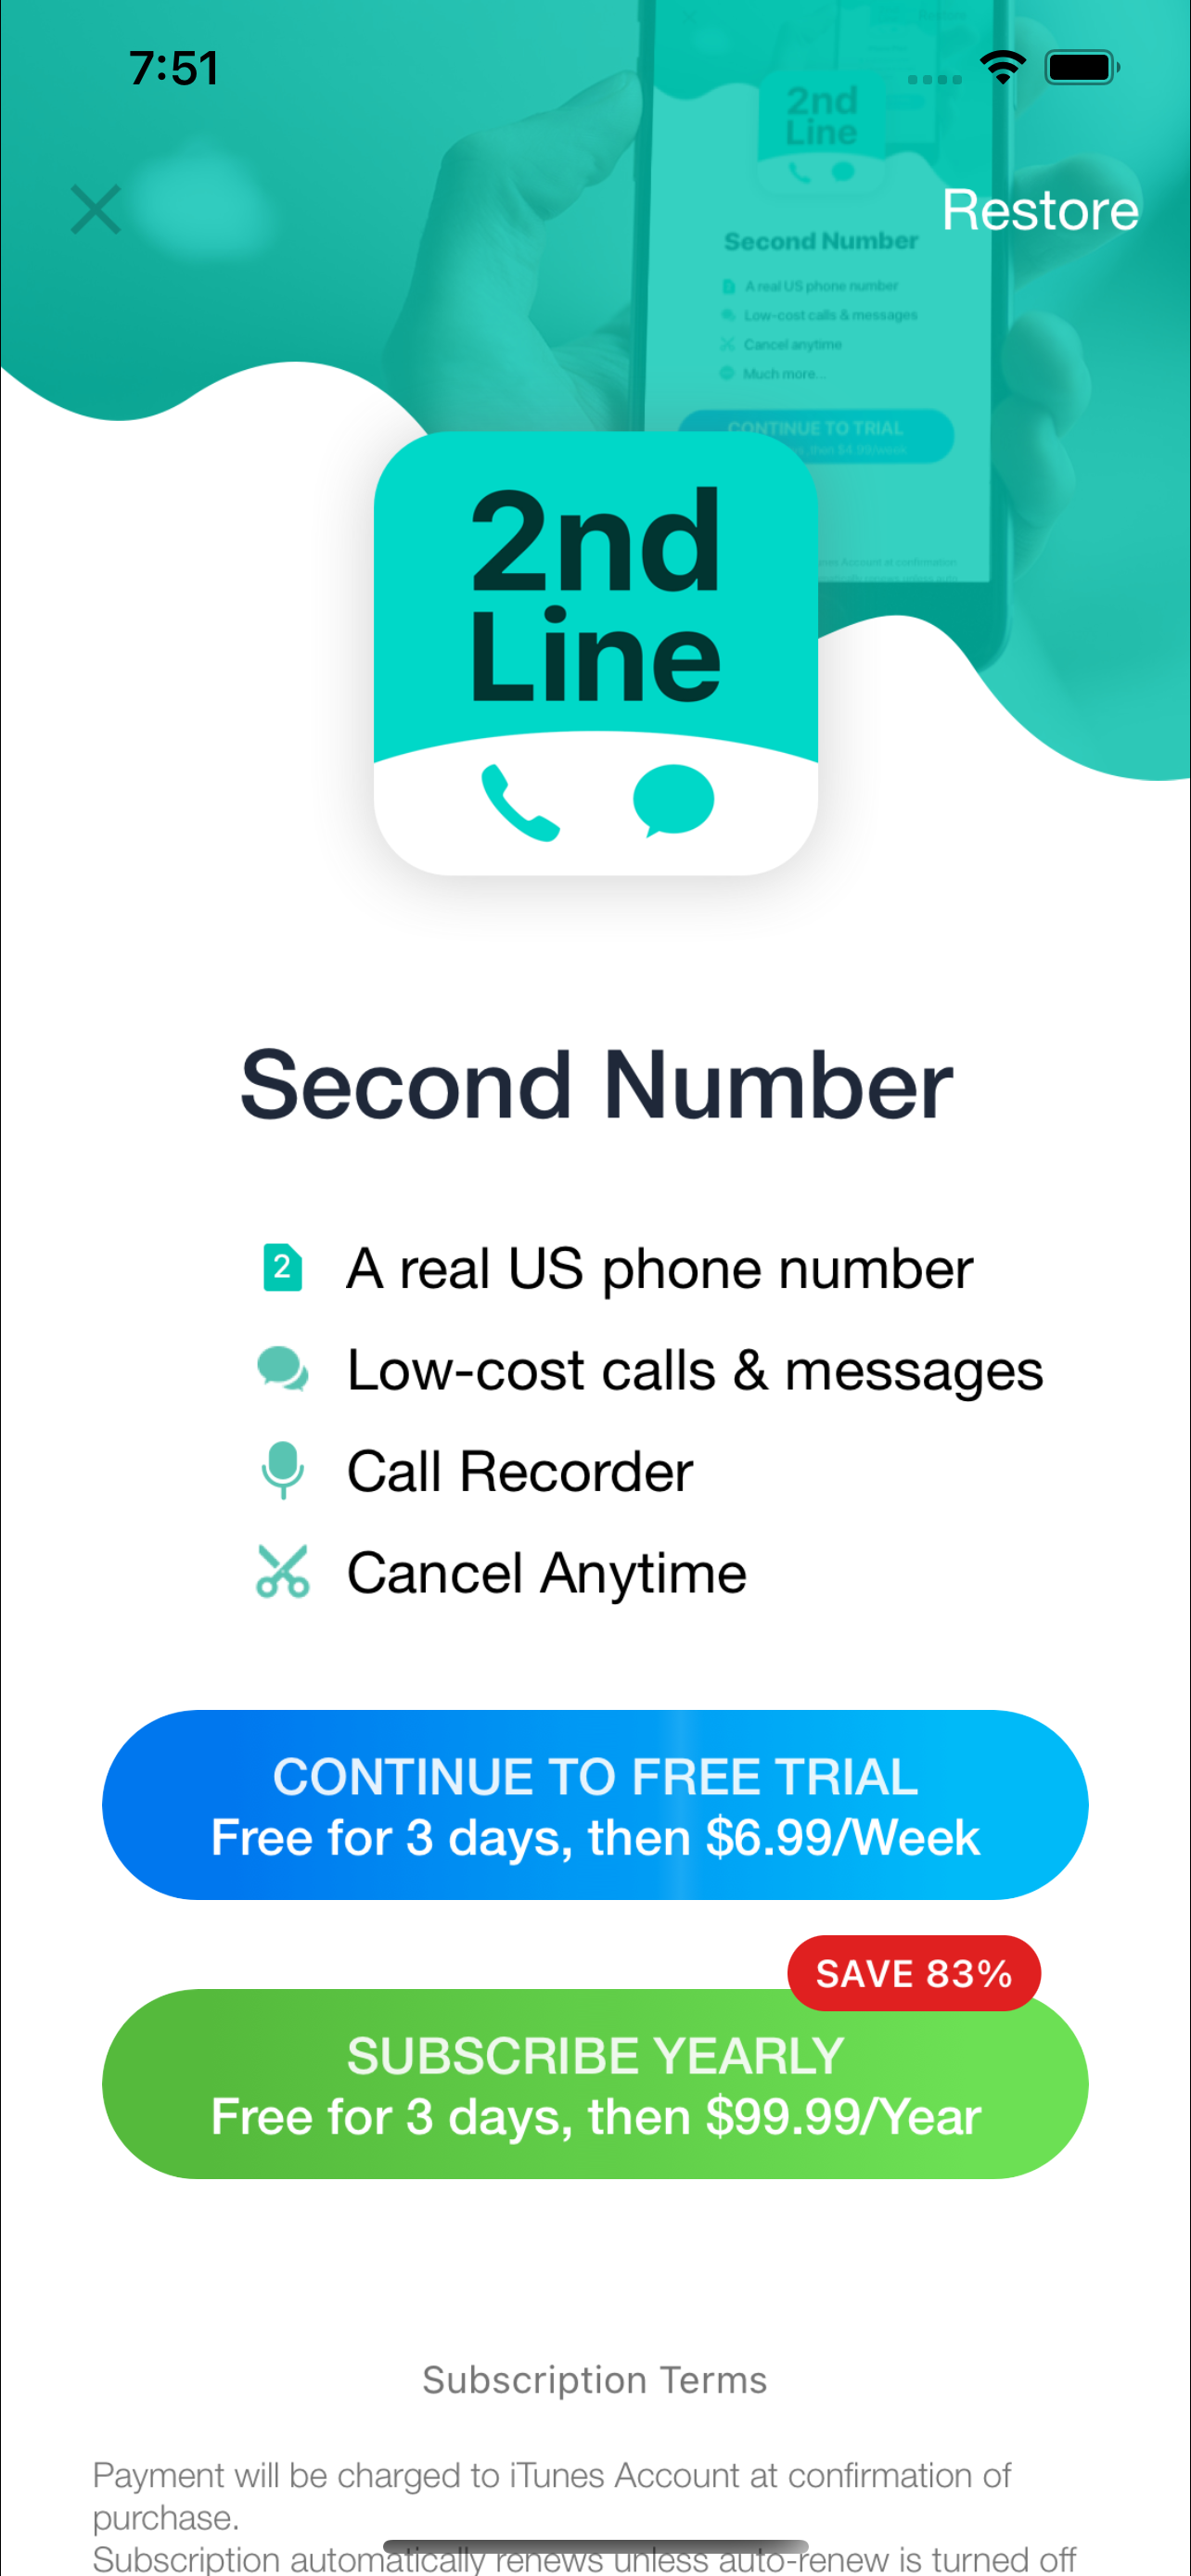 7:51
2nd
Line
Restore
Second Number
A real US phone number
Low-cost calls & messages
Cancel anytime
Much more...
CONTINUE TO TRIAL
then $4.99/week
2nd
Line
Second Number
2
A real US phone number
Low-cost calls & messages
Call Recorder
Cancel Anytime
CONTINUE TO FREE TRIAL
Free for 3 days, then $6.99/Week
SAVE 83%
SUBSCRIBE YEARLY
Free for 3 days, then $99.99/Year
Subscription Terms
Payment will be charged to iTunes Account at confirmation of
purchase.
Subscription automatically renews unless auto-renew is turned off